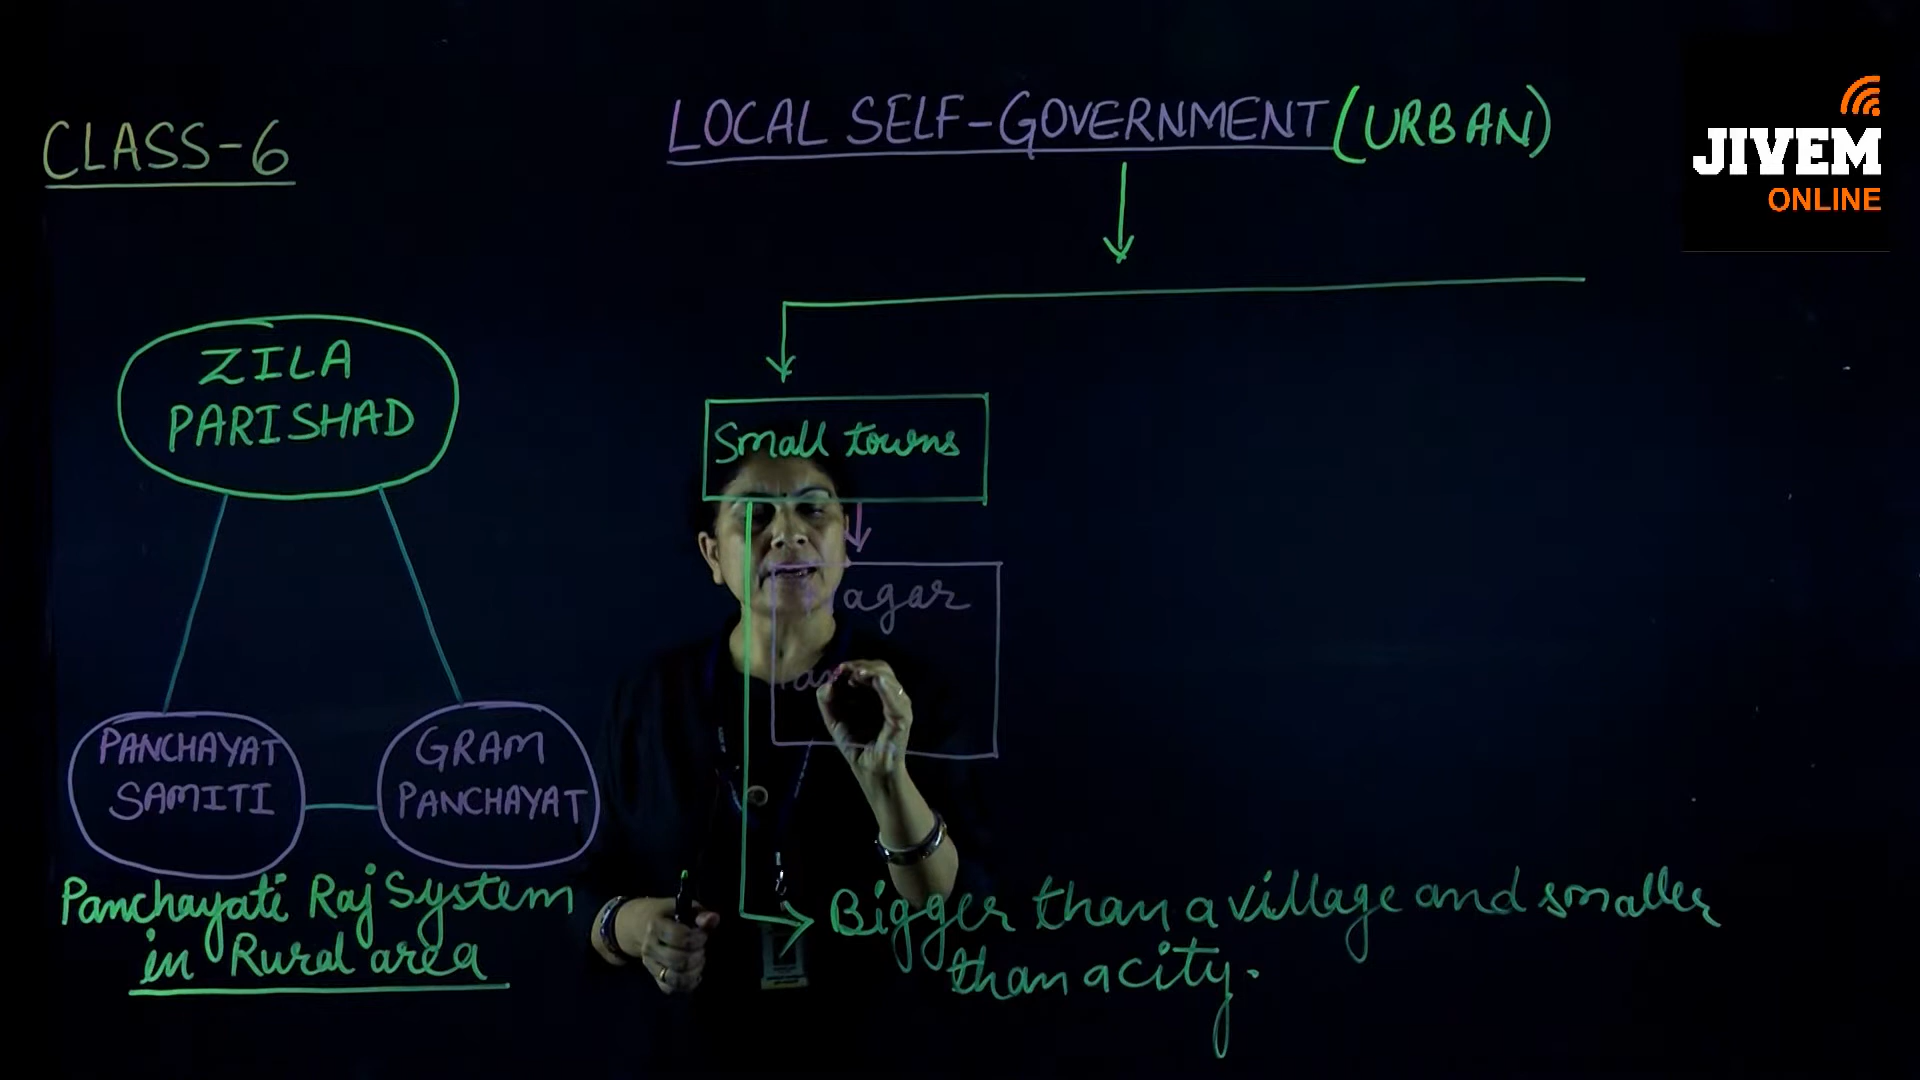 CLASS-6
LOCAL SELF-GOVERNMENT (URBAN)
JIVEM
ONLINE
ZILA
PARISHAD
PANCHAYAT
SAMITI
GRAM
PANCHAYAT
Panchayati Raj System
in Rural area
Small towns
Nagar
Bigger than a village and smaller
than a city.